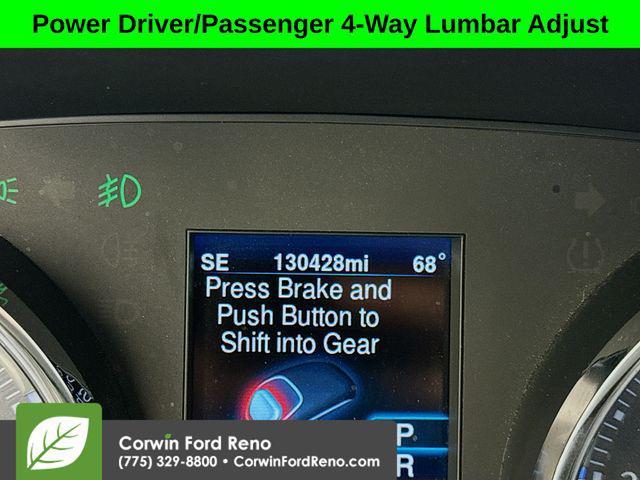 Power Driver/Passenger 4-Way Lumbar Adjust
SE 130428mi 68°
Press Brake and
Push Button to
Shift into Gear
P
R
Corwin Ford Reno
(775) 329-8800 • CorwinFordReno.com